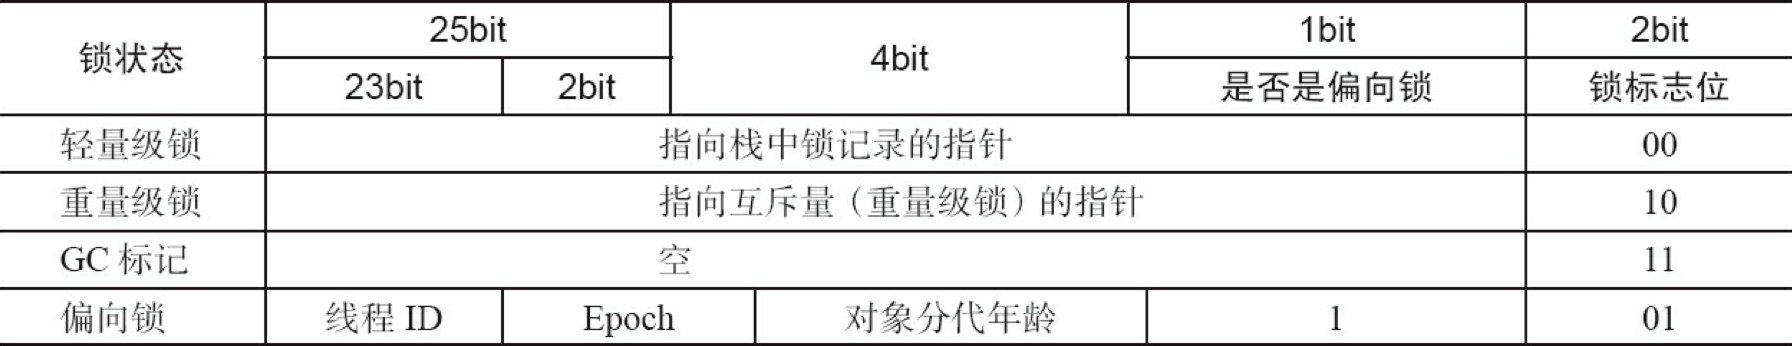 锁状态 25bit 4bit 1bit 2bit
23bit 2bit 是否是偏向锁 锁标志位
轻量级锁 指向栈中锁记录的指针 00
重量级锁 指向互斥量（重量级锁）的指针 10
GC 标记 空 11
偏向锁 线程 ID Epoch 对象分代年龄 1 01